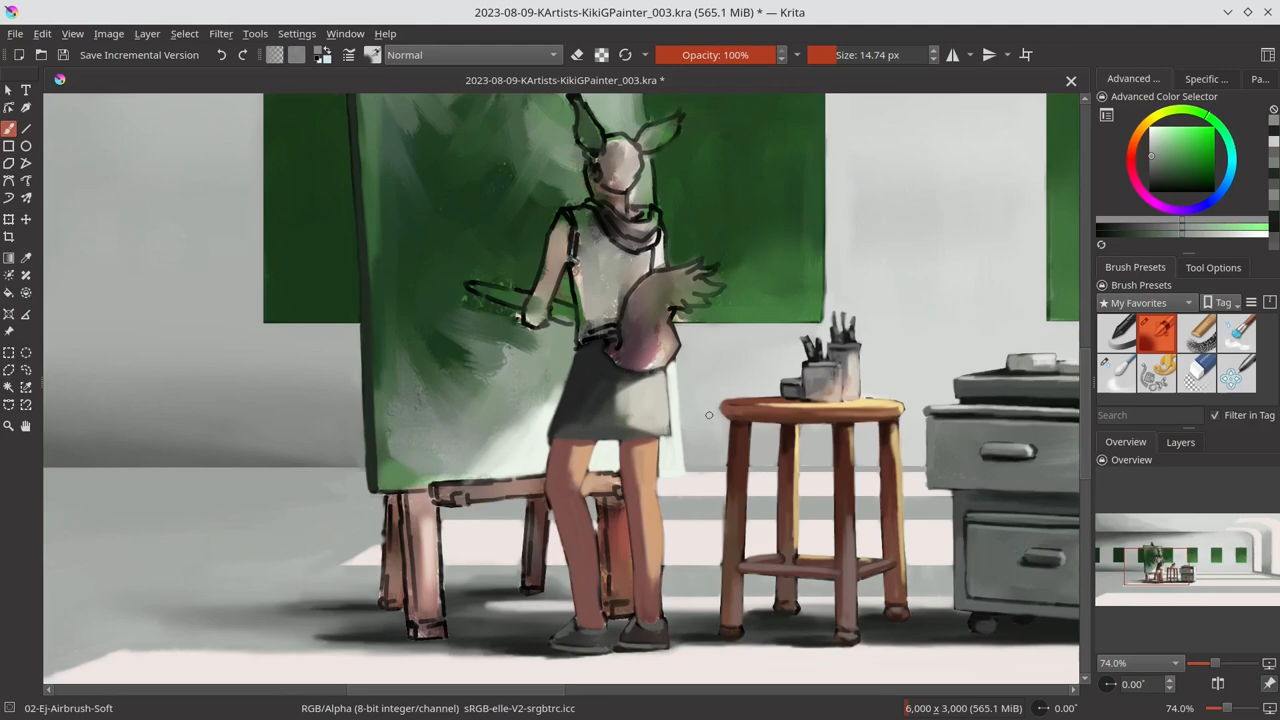 2023-08-09-KArtists-KikiGPainter_003.kra (565.1 MiB) * — Krita
File Edit View Image Layer Select Filter Tools Settings Window Help
Save Incremental Version Normal Opacity: 100% Size: 14.74 px
2023-08-09-KArtists-KikiGPainter_003.kra * Advanced ... Specific ... Pa...
Advanced Color Selector
Brush Presets Tool Options
Brush Presets
★ My Favorites Tag
Search Filter in Tag
Overview Layers
Overview
74.0%
0.00°
02-Ej-Airbrush-Soft RGB/Alpha (8-bit integer/channel) sRGB-elle-V2-srgbtrc.icc 6,000 x 3,000 (565.1 MiB) 0.00° 74.0%